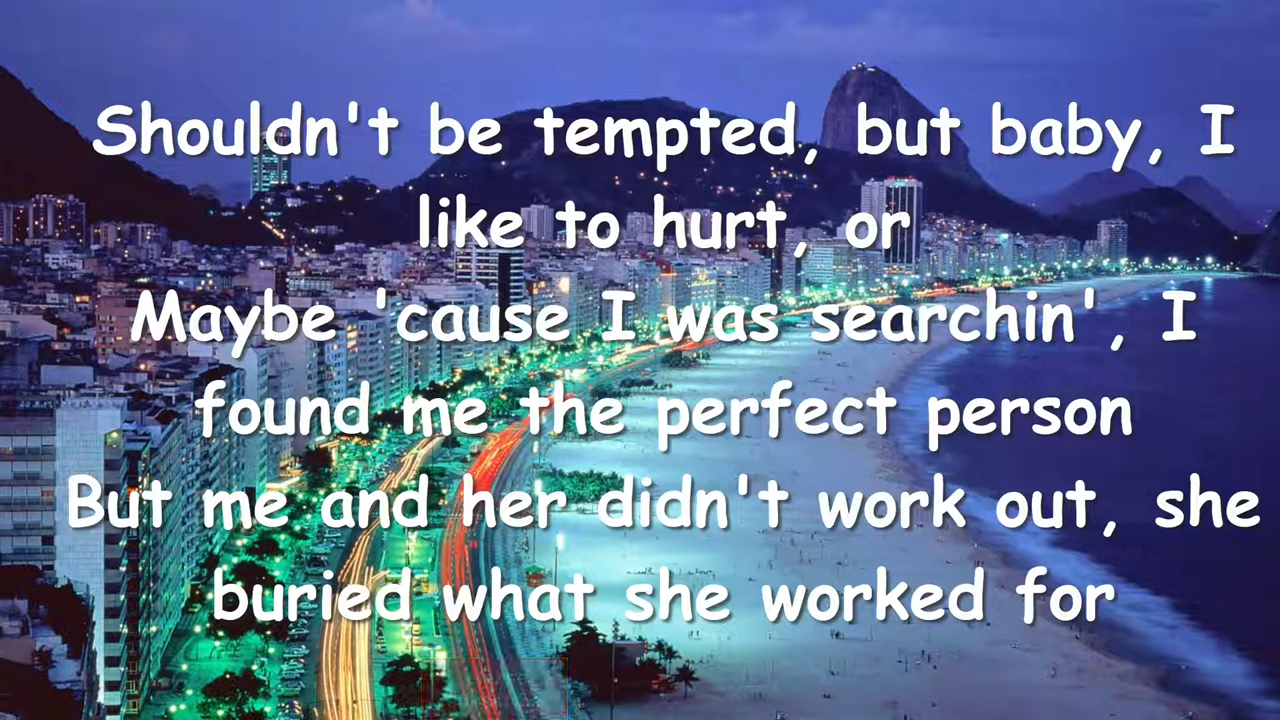 Shouldn't be tempted, but baby, I
like to hurt, or
Maybe 'cause I was searchin', I
found me the perfect person
But me and her didn't work out, she
buried what she worked for